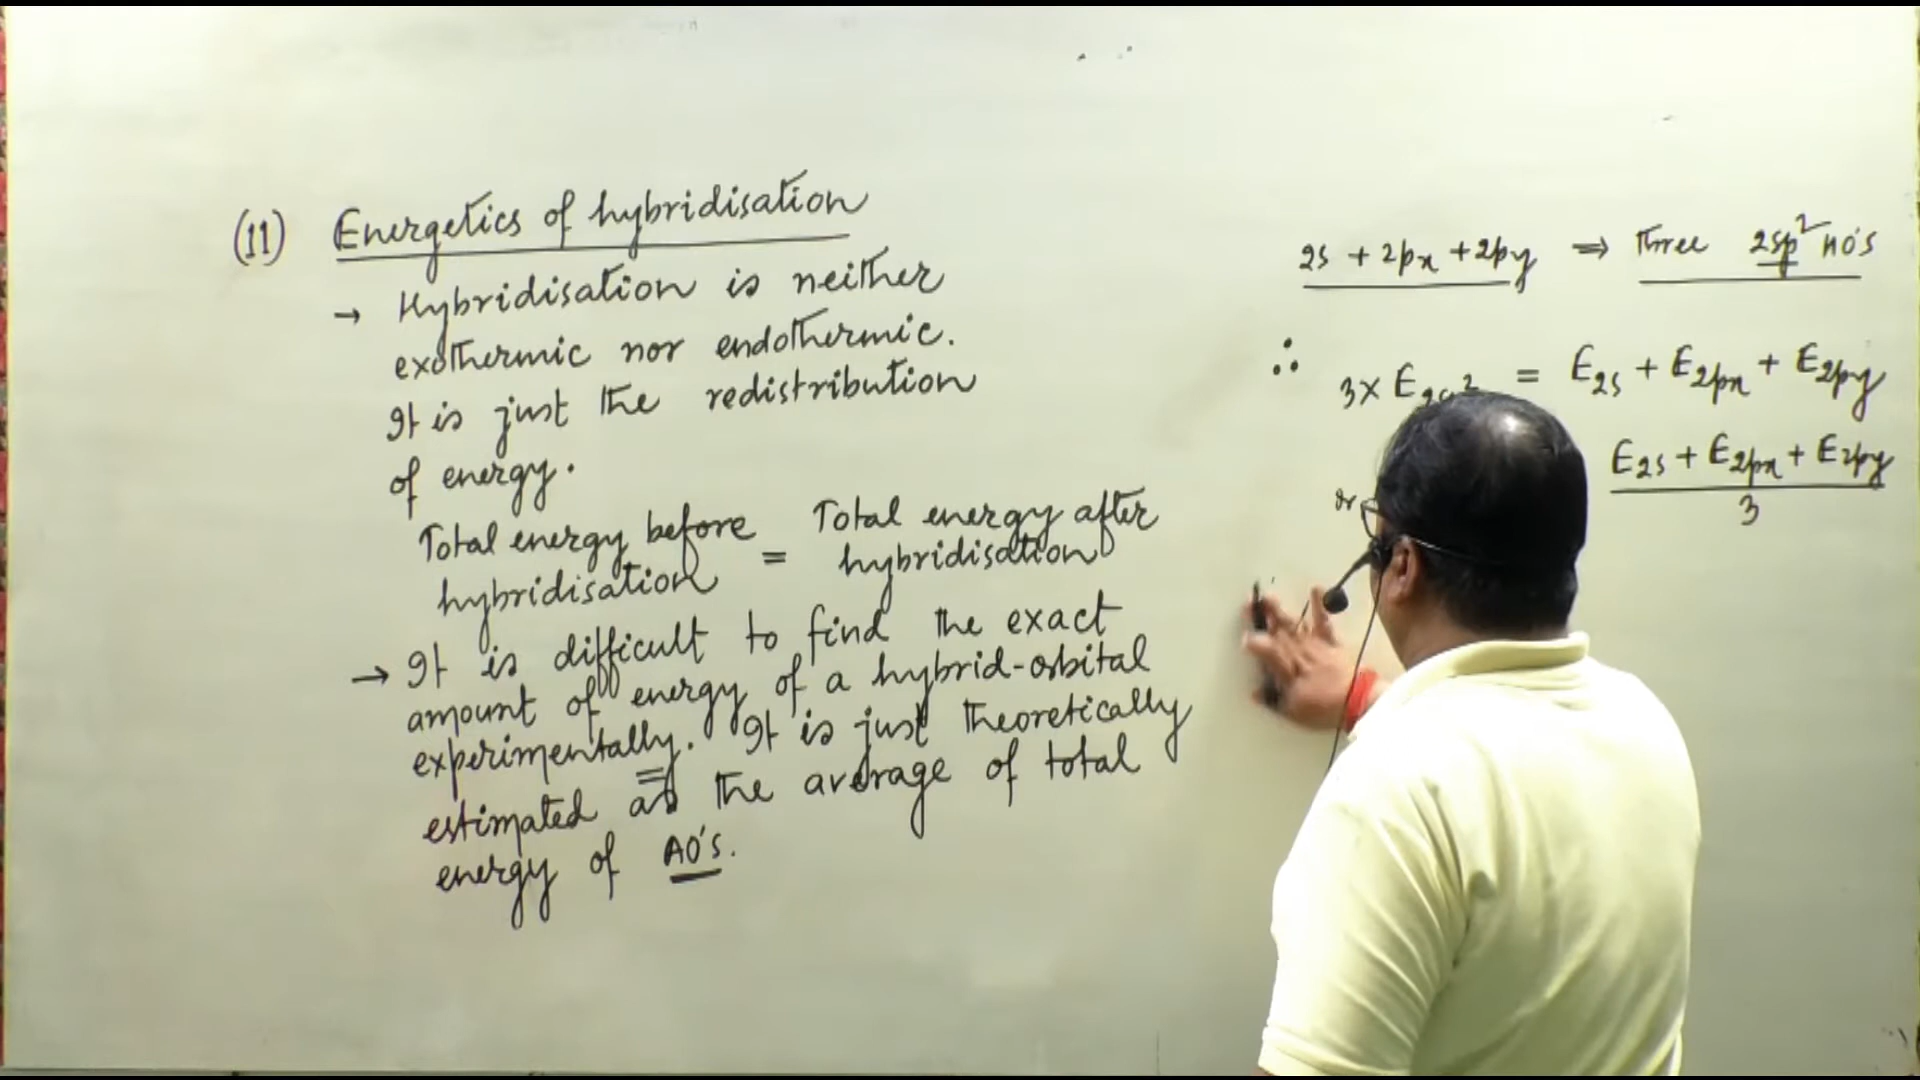 (11) Energetics of hybridisation
→ Hybridisation is neither
exothermic nor endothermic.
It is just the redistribution
of energy.
Total energy before = Total energy after
hybridisation hybridisation
→ It is difficult to find the exact
amount of energy of a hybrid-orbital
experimentally. It is just theoretically
estimated as the average of total
energy of AO's.
2s + 2px + 2py ⇒ three 2sp² HO's
∴ 3× E = E2s + E2px + E2py
or E2s + E2px + E2py
3